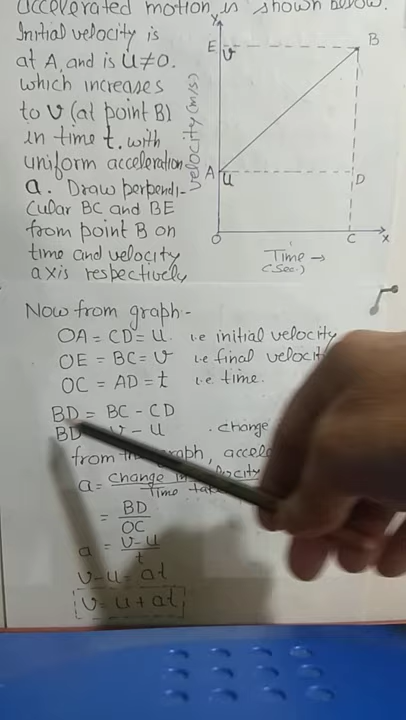 accelerated motion is shown below.
Initial velocity is
at A, and is u≠0.
which increases
to v (at point B)
in time t. with
uniform acceleration
a. Draw perpendi-
cular BC and BE
from point B on
time and velocity
axis respectively
Y
E v
B
velocity (m/s)
A u
D
O
C
X
Time →
(Sec.)
Now from graph-
OA = CD = u. i.e initial velocity
OE = BC = v i.e final velocity
OC = AD = t i.e. time.
BD = BC - CD
BD v - u . change
from the graph,
a = change in
Time
= BD
OC
a = v-u
t
v-u = at
v = u + at